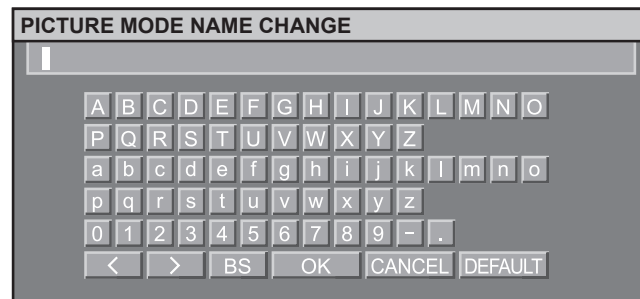 PICTURE MODE NAME CHANGE
A B C D E F G H I J K L M N O
P Q R S T U V W X Y Z
a b c d e f g h i j k l m n o
p q r s t u v w x y z
0 1 2 3 4 5 6 7 8 9 - .
< > BS OK CANCEL DEFAULT